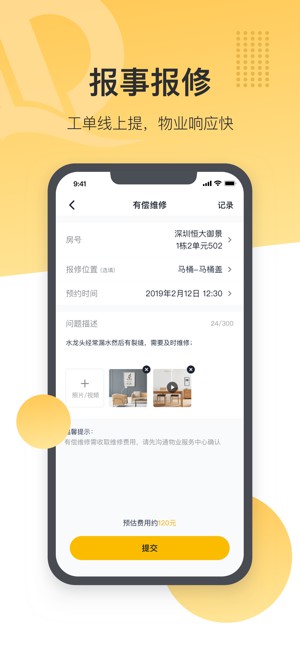 报事报修
工单线上提，物业响应快
9:41
有偿维修
记录
房号
深圳恒大御景
1栋2单元502
报修位置(选填)
马桶-马桶盖
预约时间
2019年2月12日 12:30
问题描述
24/300
水龙头经常漏水然后有裂缝，需要及时维修；
照片/视频
馨提示：
有偿维修需收取维修费用，请先沟通物业服务中心确认
预估费用约120元
提交